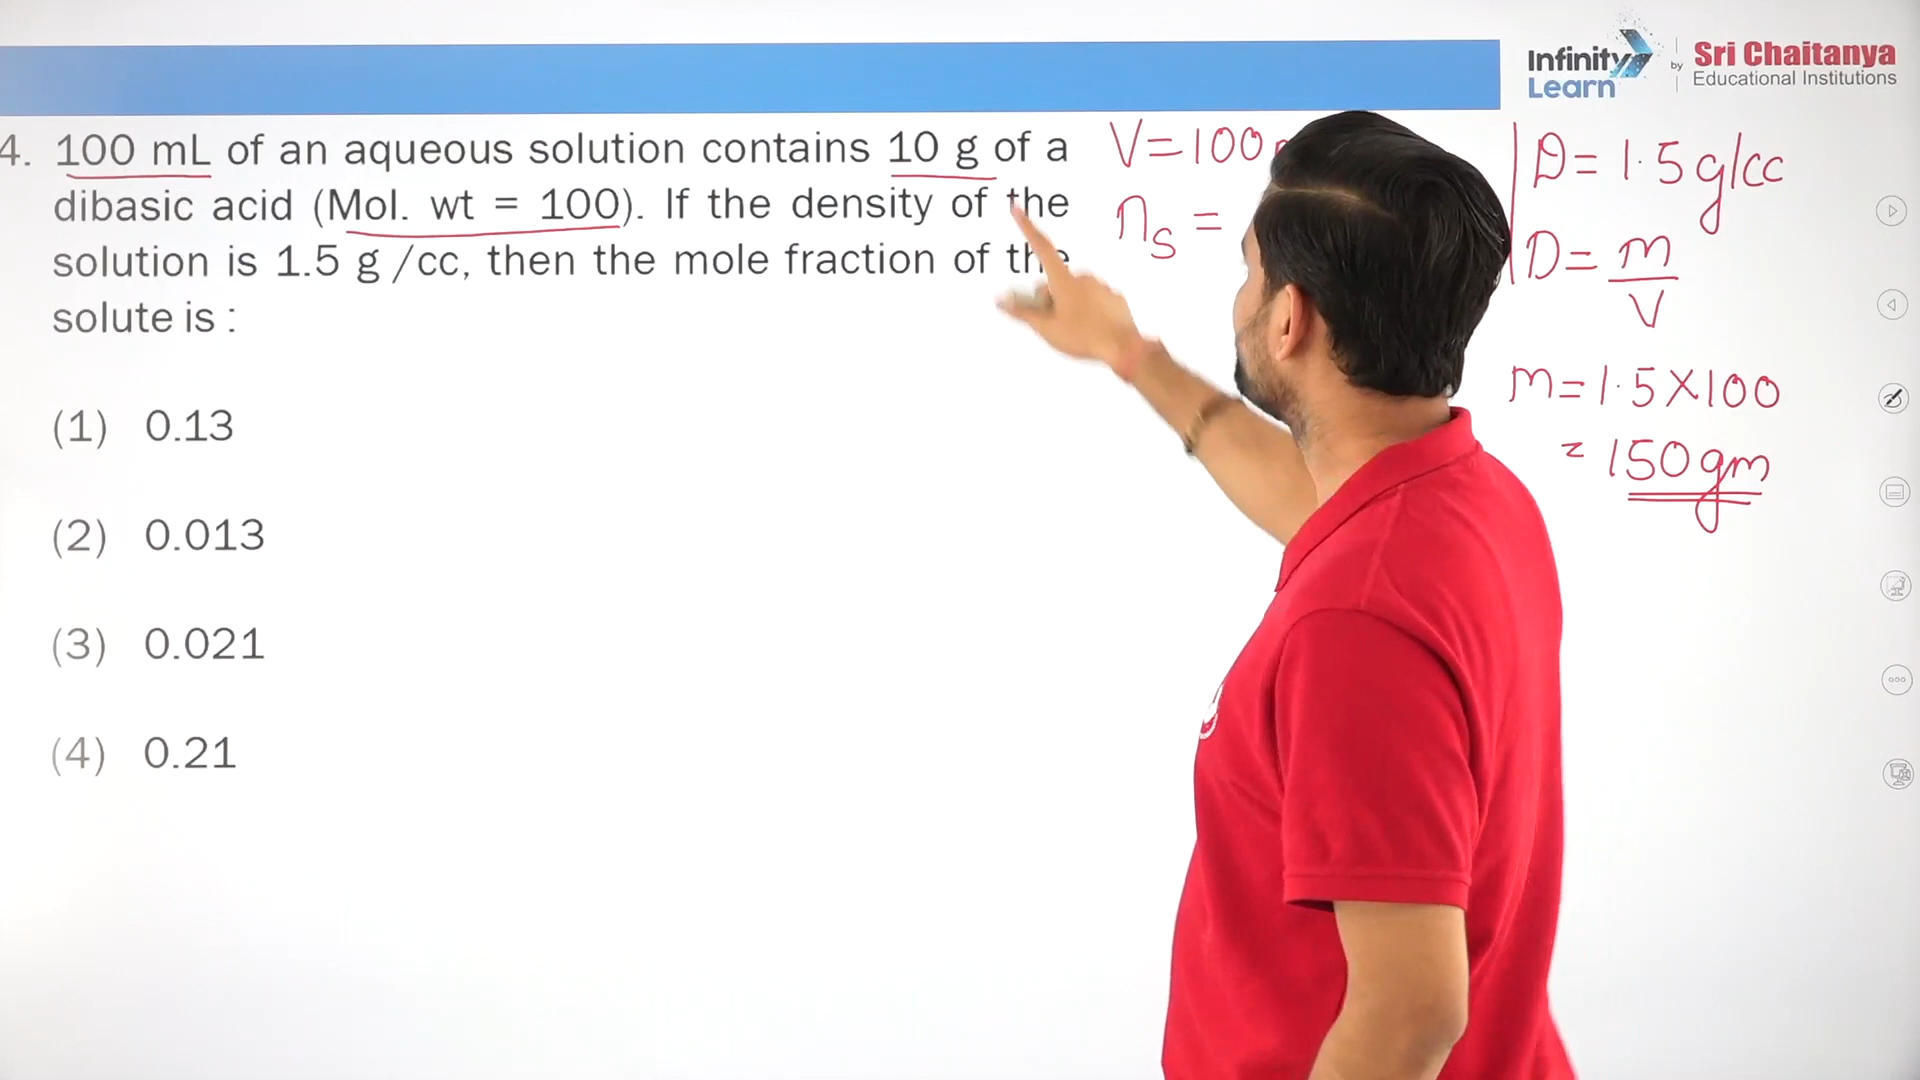 Infinity Learn by Sri Chaitanya Educational Institutions
4. 100 mL of an aqueous solution contains 10 g of a
dibasic acid (Mol. wt = 100). If the density of the
solution is 1.5 g /cc, then the mole fraction of the
solute is :
(1) 0.13
(2) 0.013
(3) 0.021
(4) 0.21
V=100
nS =
D= 1.5 g/cc
D= m
V
m=1.5×100
= 150 gm